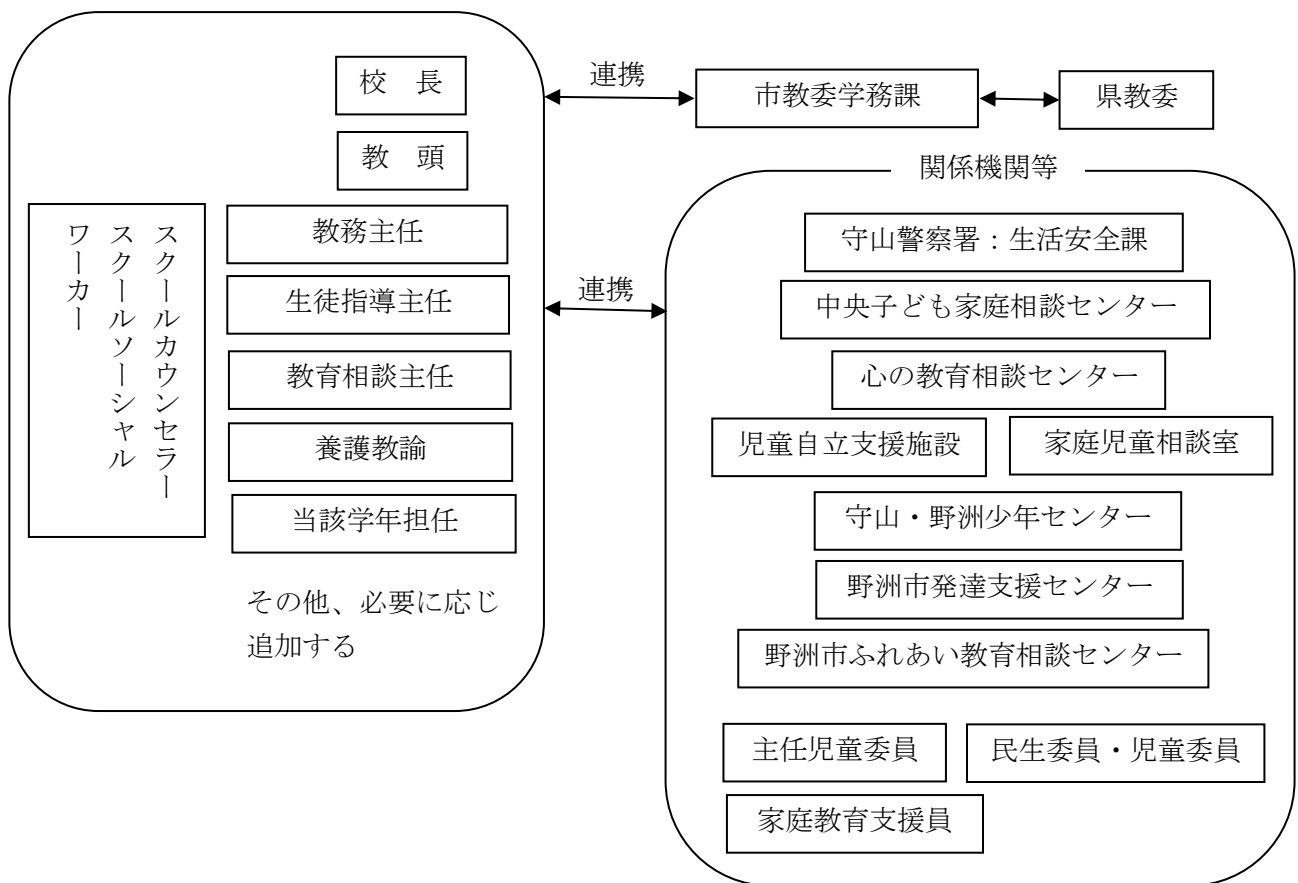 校　長
教　頭
スクールカウンセラー
スクールソーシャル
ワーカー
教務主任
生徒指導主任
教育相談主任
養護教諭
当該学年担任
その他、必要に応じ
追加する
連携
市教委学務課
県教委
連携
関係機関等
守山警察署：生活安全課
中央子ども家庭相談センター
心の教育相談センター
児童自立支援施設
家庭児童相談室
守山・野洲少年センター
野洲市発達支援センター
野洲市ふれあい教育相談センター
主任児童委員
民生委員・児童委員
家庭教育支援員